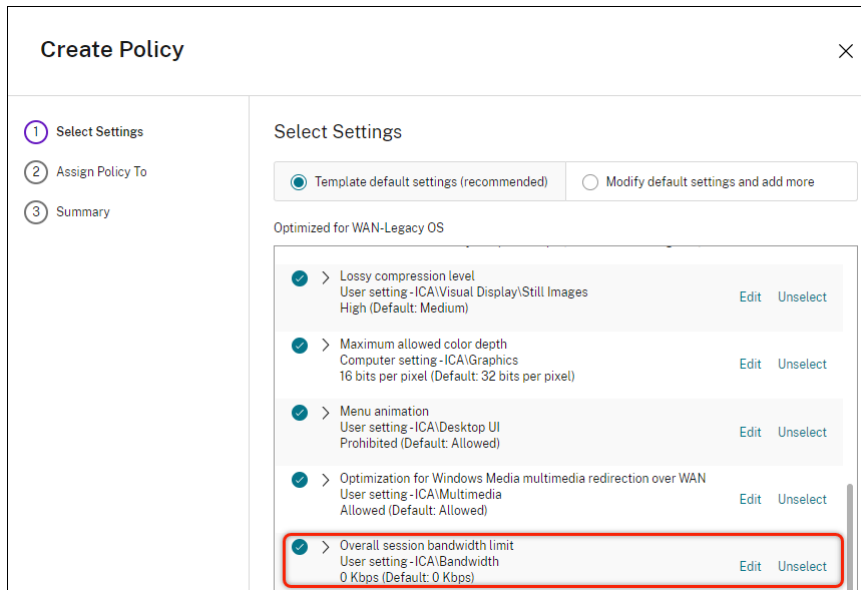 Create Policy
1 Select Settings
2 Assign Policy To
3 Summary
Select Settings
Template default settings (recommended)
Modify default settings and add more
Optimized for WAN-Legacy OS
Lossy compression level
User setting - ICA\Visual Display\Still Images
High (Default: Medium)
Edit Unselect
Maximum allowed color depth
Computer setting - ICA\Graphics
16 bits per pixel (Default: 32 bits per pixel)
Edit Unselect
Menu animation
User setting - ICA\Desktop UI
Prohibited (Default: Allowed)
Edit Unselect
Optimization for Windows Media multimedia redirection over WAN
User setting - ICA\Multimedia
Allowed (Default: Allowed)
Edit Unselect
Overall session bandwidth limit
User setting - ICA\Bandwidth
0 Kbps (Default: 0 Kbps)
Edit Unselect